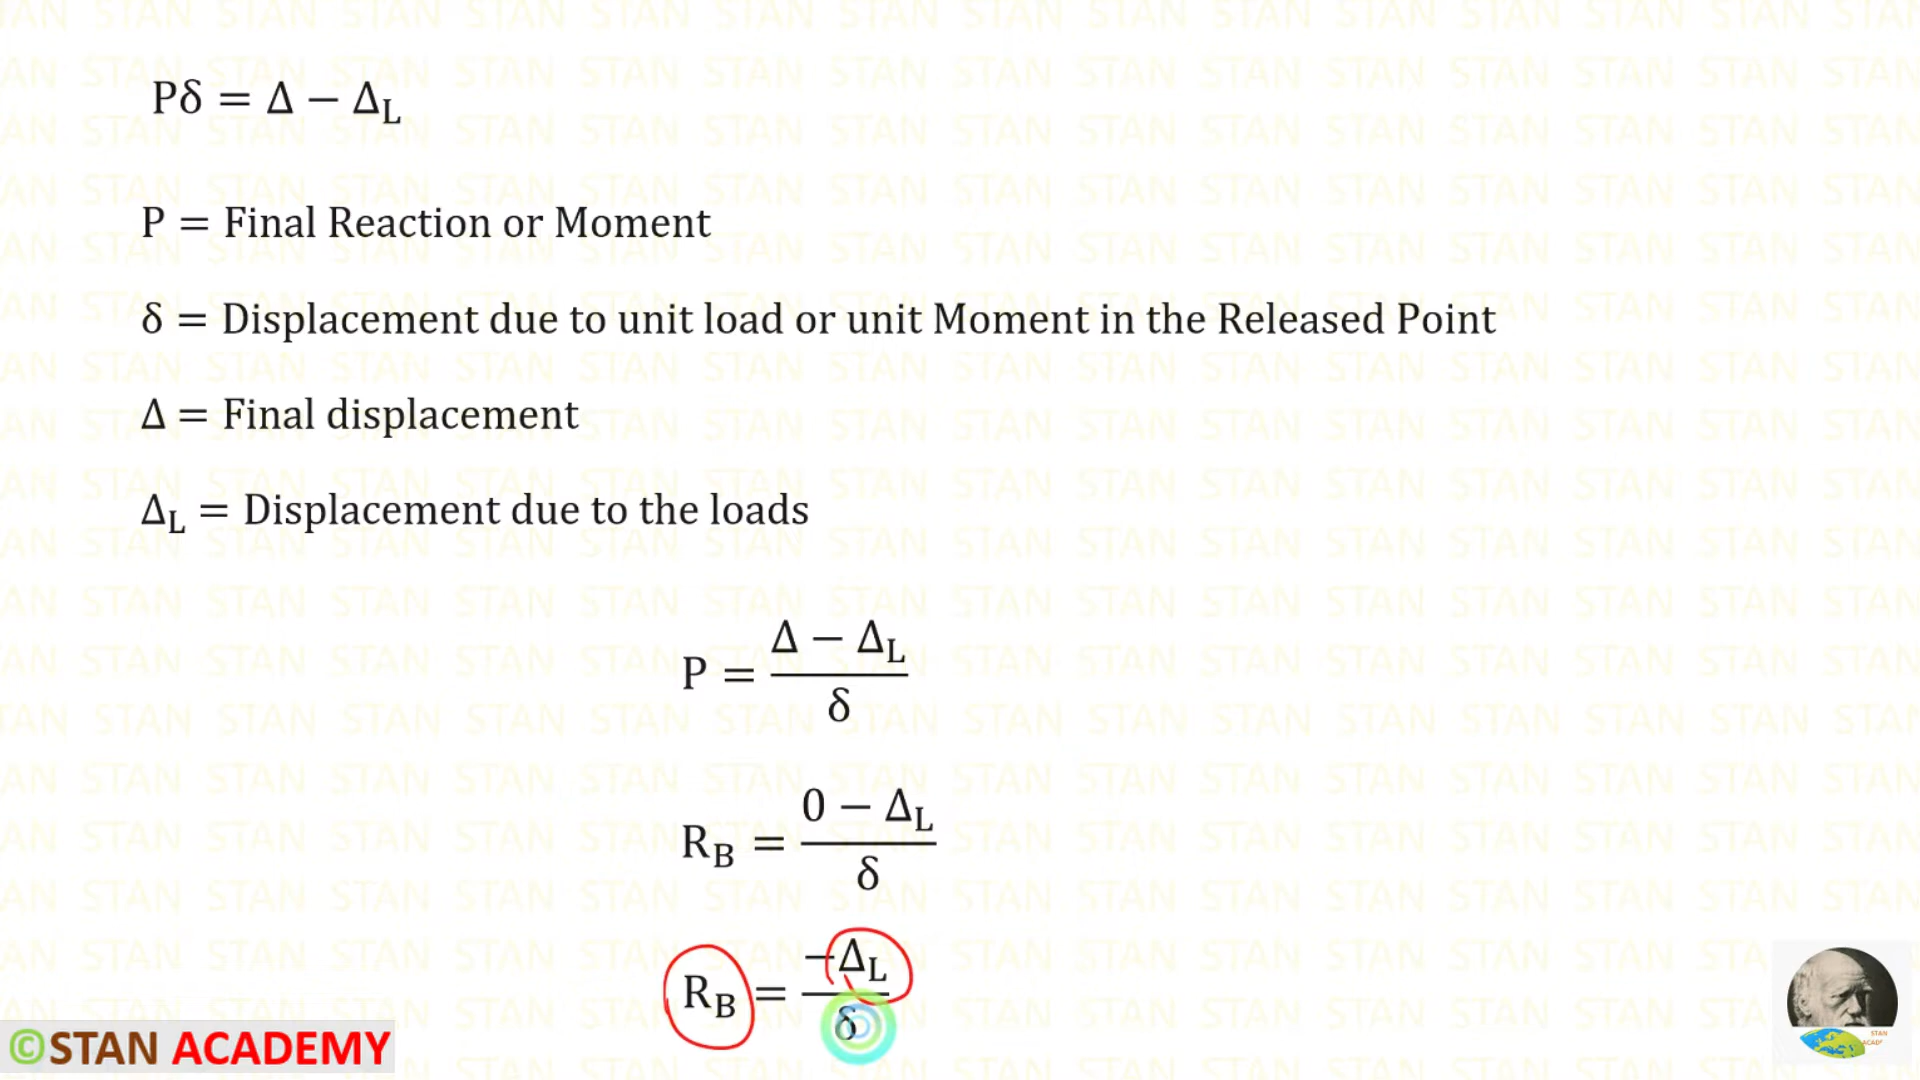 Pδ = Δ − Δ_L
P = Final Reaction or Moment
δ = Displacement due to unit load or unit Moment in the Released Point
Δ = Final displacement
Δ_L = Displacement due to the loads
P = (Δ − Δ_L)/δ
R_B = (0 − Δ_L)/δ
R_B = −Δ_L/δ
©STAN ACADEMY
STAN